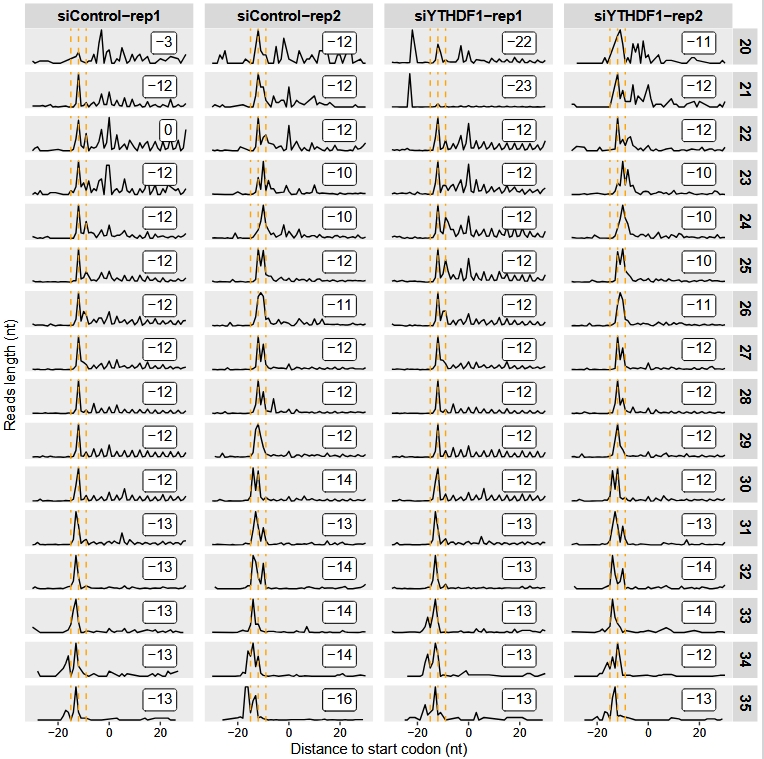 siControl−rep1 siControl−rep2 siYTHDF1−rep1 siYTHDF1−rep2
−3 −12 −22 −11 20
−12 −12 −23 −12 21
0 −12 −12 −12 22
−12 −10 −12 −10 23
−12 −10 −12 −10 24
−12 −12 −12 −10 25
−12 −11 −12 −11 26
−12 −12 −12 −12 27
−12 −12 −12 −12 28
−12 −12 −12 −12 29
−12 −14 −12 −12 30
−13 −13 −13 −13 31
−13 −14 −13 −14 32
−13 −14 −13 −14 33
−13 −14 −13 −12 34
−13 −16 −13 −13 35
−20 0 20 −20 0 20 −20 0 20 −20 0 20
Distance to start codon (nt)
Reads length (nt)